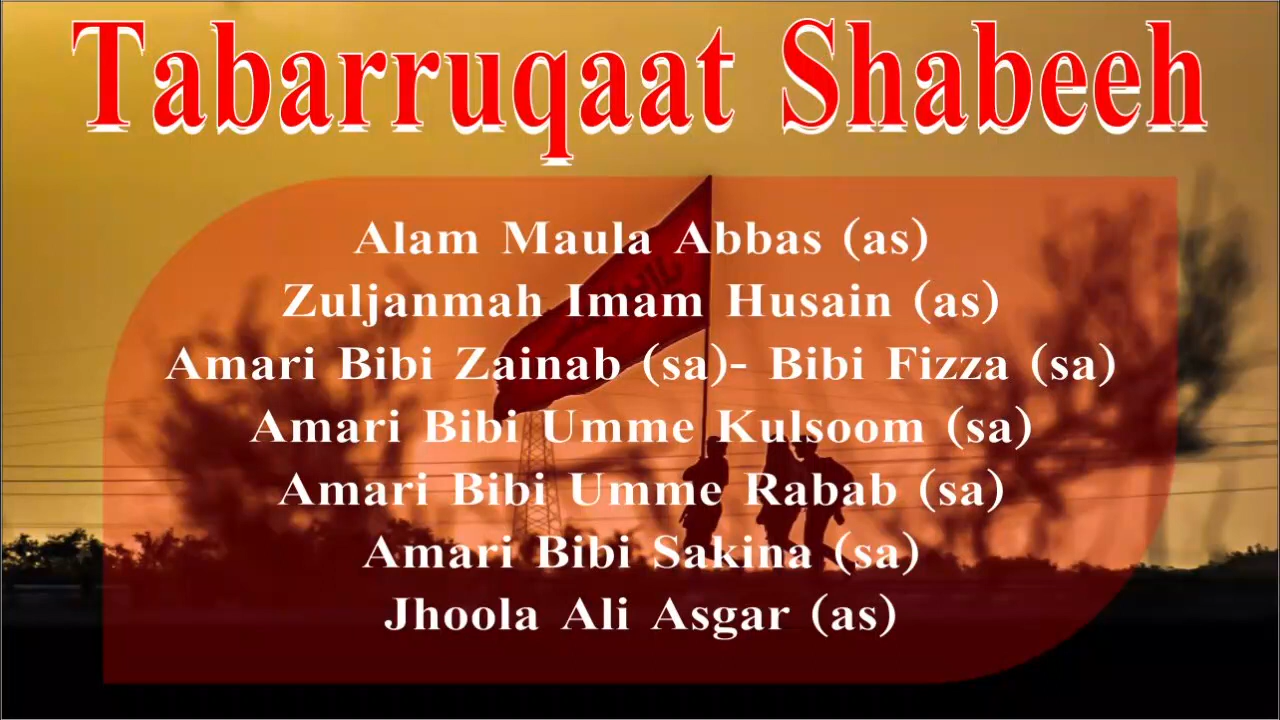 Tabarruqaat Shabeeh
Alam Maula Abbas (as)
Zuljanmah Imam Husain (as)
Amari Bibi Zainab (sa)- Bibi Fizza (sa)
Amari Bibi Umme Kulsoom (sa)
Amari Bibi Umme Rabab (sa)
Amari Bibi Sakina (sa)
Jhoola Ali Asgar (as)